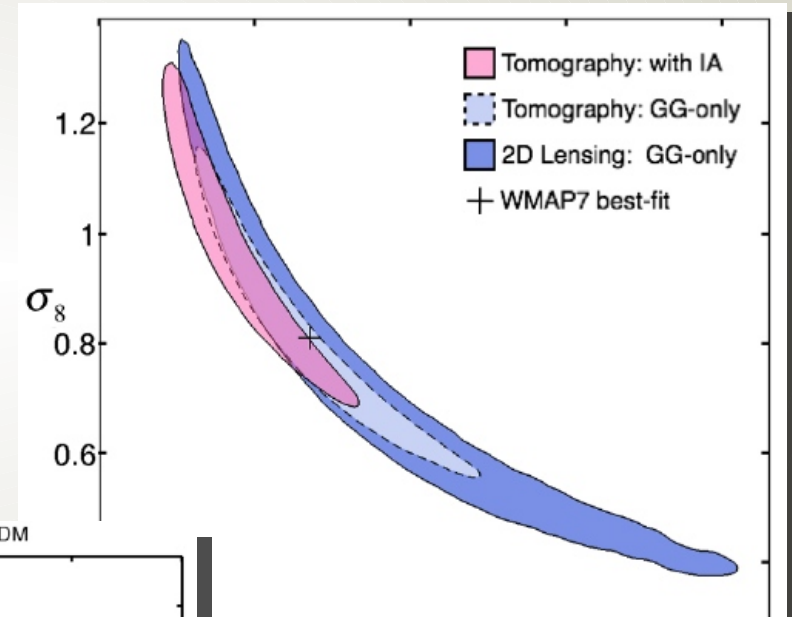 Tomography: with IA
Tomography: GG-only
2D Lensing: GG-only
WMAP7 best-fit
1.2
1
σ8
0.8
0.6
DM